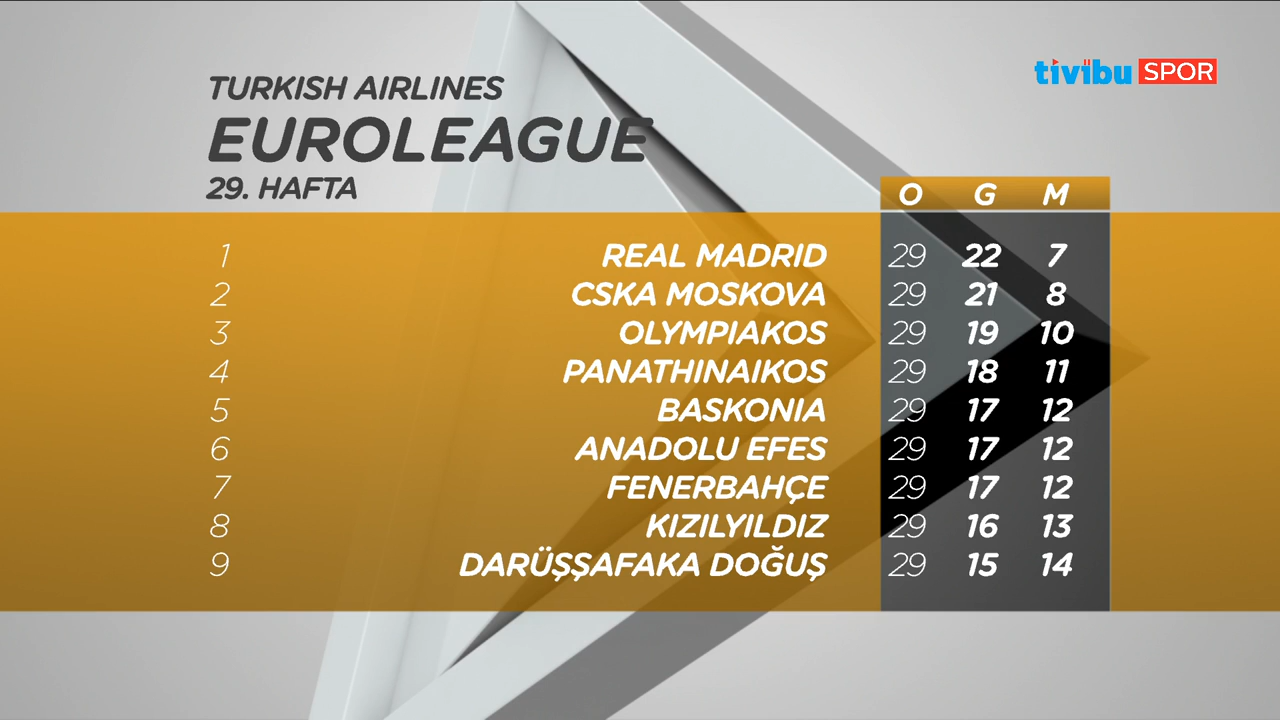 TURKISH AIRLINES
EUROLEAGUE
29. HAFTA
tivibu SPOR
O G M
1 REAL MADRID 29 22 7
2 CSKA MOSKOVA 29 21 8
3 OLYMPIAKOS 29 19 10
4 PANATHINAIKOS 29 18 11
5 BASKONIA 29 17 12
6 ANADOLU EFES 29 17 12
7 FENERBAHÇE 29 17 12
8 KIZILYILDIZ 29 16 13
9 DARÜŞŞAFAKA DOĞUŞ 29 15 14